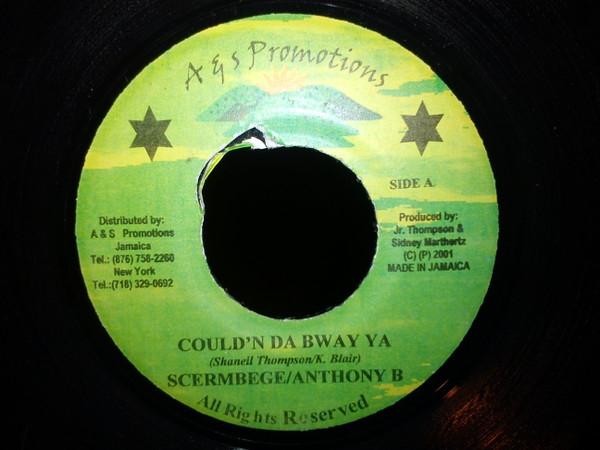 A & S Promotions
SIDE A
Distributed by:
A & S Promotions
Jamaica
Tel.: (876) 758-2260
New York
Tel.:(718) 329-0692
Produced by:
Jr. Thompson &
Sidney Marthertz
(C) (P) 2001
MADE IN JAMAICA
COULD'N DA BWAY YA
(Shaneil Thompson/K. Blair)
SCERMBEGE/ANTHONY B
All Rights Reserved